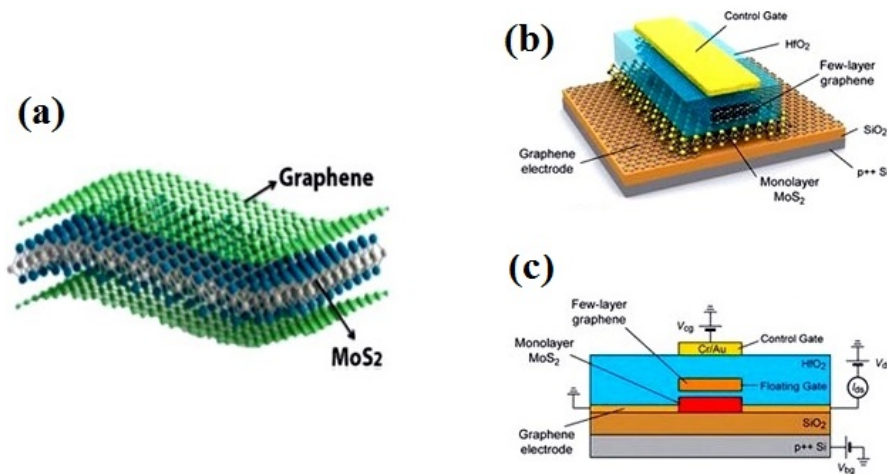 (a)
Graphene
MoS2
(b)
Control Gate
HfO2
Few-layer
graphene
SiO2
p++ Si
Graphene
electrode
Monolayer
MoS2
(c)
Few-layer
graphene
Monolayer
MoS2
Vcg
Control Gate
Cr/Au
HfO2
Floating Gate
Vd
Ids
SiO2
Graphene
electrode
p++ Si
Vbg